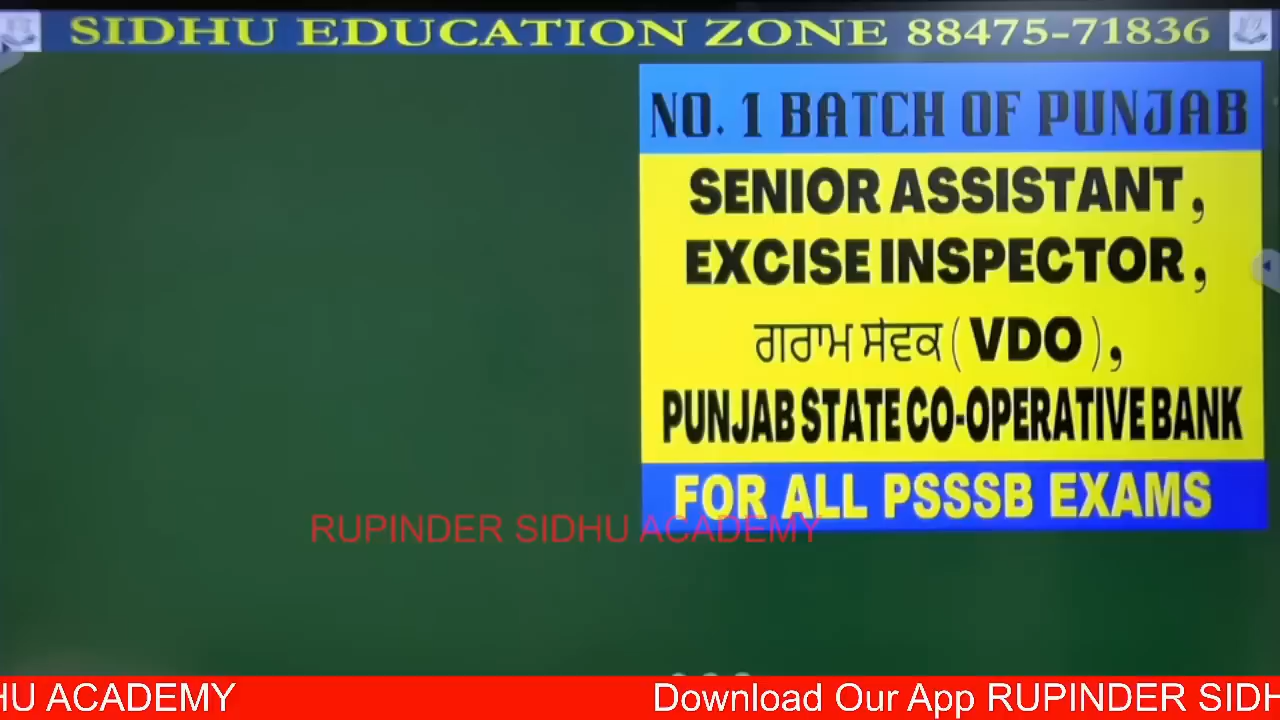 SIDHU EDUCATION ZONE 88475-71836
NO. 1 BATCH OF PUNJAB
SENIOR ASSISTANT,
EXCISE INSPECTOR,
ਗਰਾਮ ਸੇਵਕ (VDO),
PUNJAB STATE CO-OPERATIVE BANK
FOR ALL PSSSB EXAMS
RUPINDER SIDHU ACADEMY
HU ACADEMY
Download Our App RUPINDER SIDH